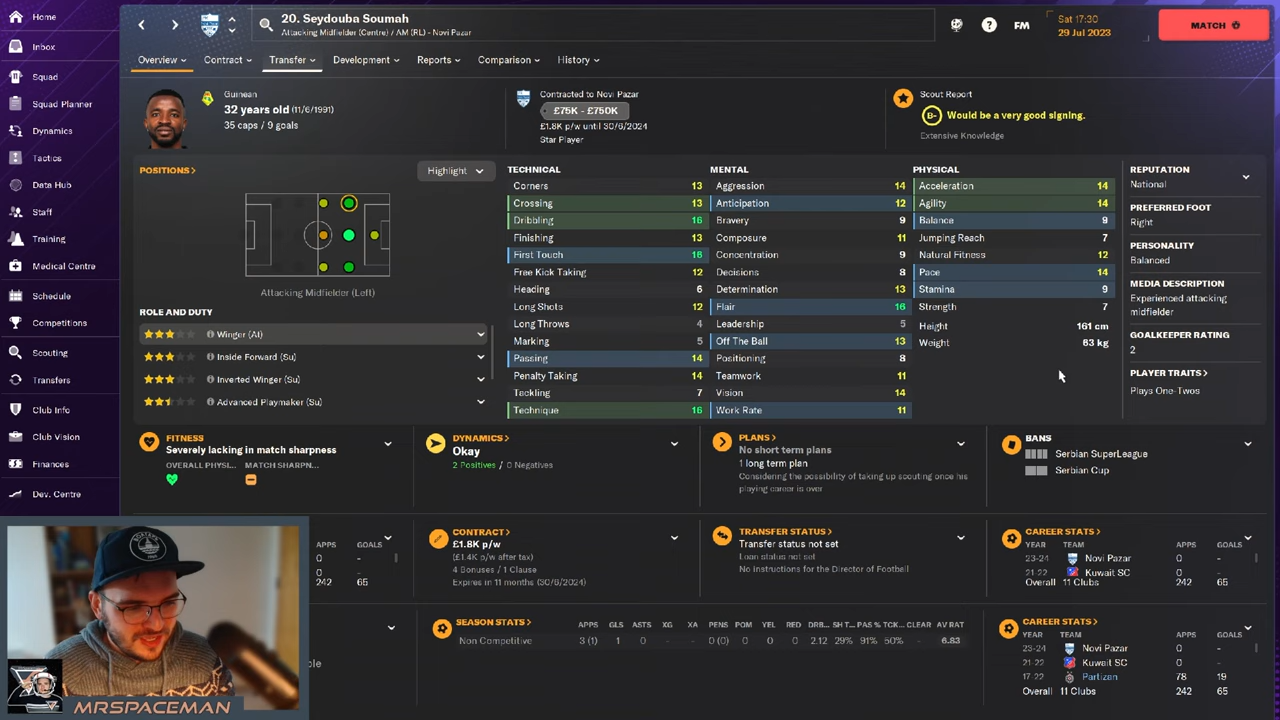 Home
Inbox
Squad
Squad Planner
Dynamics
Tactics
Data Hub
Staff
Training
Medical Centre
Schedule
Competitions
Scouting
Transfers
Club Info
Club Vision
Finances
Dev. Centre
20. Seydouba Soumah
Attacking Midfielder (Centre) / AM (RL) - Novi Pazar
FM
Sat 17:30
29 Jul 2023
MATCH
Overview
Contract
Transfer
Development
Reports
Comparison
History
Guinean
32 years old (11/6/1991)
35 caps / 9 goals
Contracted to Novi Pazar
£75K - £750K
£1.8K p/w until 30/6/2024
Star Player
Scout Report
B- Would be a very good signing.
Extensive Knowledge
POSITIONS >
Highlight
Attacking Midfielder (Left)
ROLE AND DUTY
Winger (At)
Inside Forward (Su)
Inverted Winger (Su)
Advanced Playmaker (Su)
TECHNICAL
Corners 13
Crossing 13
Dribbling 16
Finishing 13
First Touch 16
Free Kick Taking 12
Heading 6
Long Shots 12
Long Throws 4
Marking 5
Passing 14
Penalty Taking 14
Tackling 7
Technique 16
MENTAL
Aggression 14
Anticipation 12
Bravery 9
Composure 11
Concentration 9
Decisions 8
Determination 13
Flair 16
Leadership 5
Off The Ball 13
Positioning 8
Teamwork 11
Vision 14
Work Rate 11
PHYSICAL
Acceleration 14
Agility 14
Balance 9
Jumping Reach 7
Natural Fitness 12
Pace 14
Stamina 9
Strength 7
Height 161 cm
Weight 63 kg
REPUTATION
National
PREFERRED FOOT
Right
PERSONALITY
Balanced
MEDIA DESCRIPTION
Experienced attacking
midfielder
GOALKEEPER RATING
2
PLAYER TRAITS >
Plays One-Twos
FITNESS
Severely lacking in match sharpness
OVERALL PHYSI... MATCH SHARPN...
DYNAMICS >
Okay
2 Positives / 0 Negatives
PLANS >
No short term plans
1 long term plan
Considering the possibility of taking up scouting once his
playing career is over
BANS
Serbian SuperLeague
Serbian Cup
APPS GOALS
0 -
0 -
242 65
CONTRACT >
£1.8K p/w
(£1.4K p/w after tax)
4 Bonuses / 1 Clause
Expires in 11 months (30/6/2024)
TRANSFER STATUS >
Transfer status not set
Loan status not set
No instructions for the Director of Football
CAREER STATS >
YEAR TEAM APPS GOALS
23-24 Novi Pazar 0 -
21-22 Kuwait SC 0 -
Overall 11 Clubs 242 65
SEASON STATS >
APPS GLS ASTS XG XA PENS POM YEL RED DRB... SH T... PAS % TCK... CLEAR AV RAT
Non Competitive 3 (1) 1 0 - - 0 (0) 0 0 0 2.12 29% 91% 50% - 6.83
CAREER STATS >
YEAR TEAM APPS GOALS
23-24 Novi Pazar 0 -
21-22 Kuwait SC 0 -
17-22 Partizan 78 19
Overall 11 Clubs 242 65
MRSPACEMAN